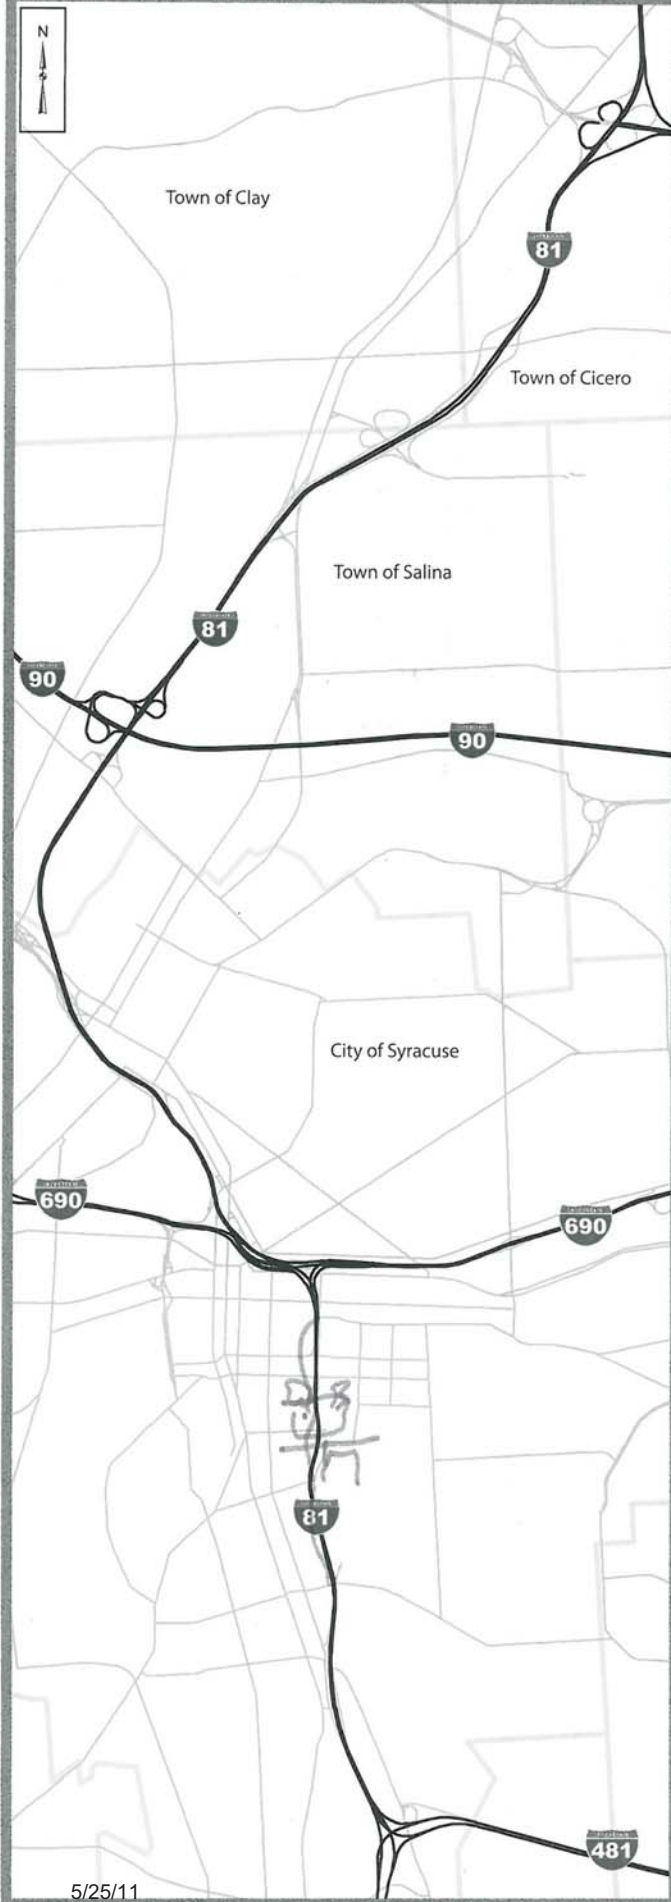 N
Town of Clay
81
Town of Cicero
Town of Salina
81
90
90
City of Syracuse
690
690
81
481
5/25/11